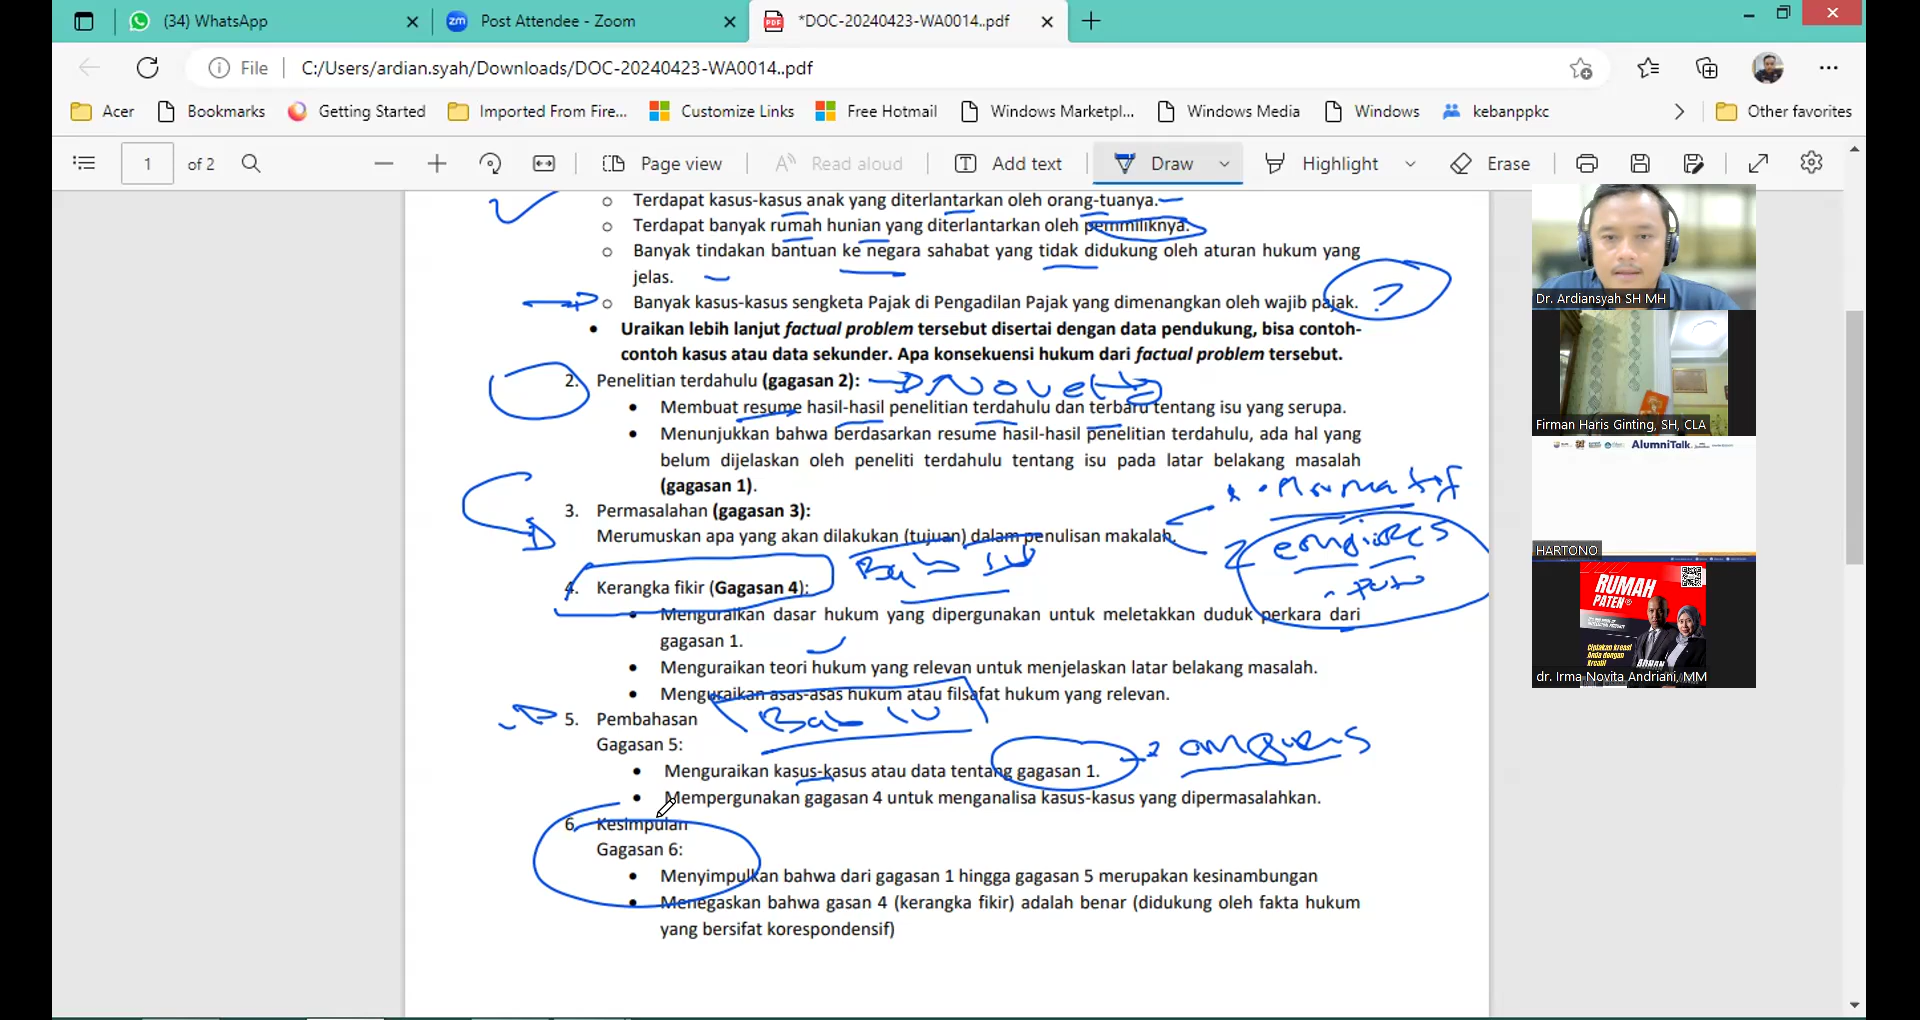 (34) WhatsApp
Post Attendee - Zoom
*DOC-20240423-WA0014..pdf
File
C:/Users/ardian.syah/Downloads/DOC-20240423-WA0014..pdf
Acer
Bookmarks
Getting Started
Imported From Fire...
Customize Links
Free Hotmail
Windows Marketpl...
Windows Media
Windows
kebanppkc
Other favorites
1 of 2
Page view
Read aloud
Add text
Draw
Highlight
Erase
o Terdapat kasus-kasus anak yang diterlantarkan oleh orang-tuanya.
o Terdapat banyak rumah hunian yang diterlantarkan oleh pemmiliknya.
o Banyak tindakan bantuan ke negara sahabat yang tidak didukung oleh aturan hukum yang
jelas.
o Banyak kasus-kasus sengketa Pajak di Pengadilan Pajak yang dimenangkan oleh wajib pajak. ?
• Uraikan lebih lanjut factual problem tersebut disertai dengan data pendukung, bisa contoh-
contoh kasus atau data sekunder. Apa konsekuensi hukum dari factual problem tersebut.
2. Penelitian terdahulu (gagasan 2): Novelty
• Membuat resume hasil-hasil penelitian terdahulu dan terbaru tentang isu yang serupa.
• Menunjukkan bahwa berdasarkan resume hasil-hasil penelitian terdahulu, ada hal yang
belum dijelaskan oleh peneliti terdahulu tentang isu pada latar belakang masalah
(gagasan 1).
Normatif
3. Permasalahan (gagasan 3):
Merumuskan apa yang akan dilakukan (tujuan) dalam penulisan makalah.
empires
Bab III
4. Kerangka fikir (Gagasan 4):
• Menguraikan dasar hukum yang dipergunakan untuk meletakkan duduk perkara dari
gagasan 1.
• Menguraikan teori hukum yang relevan untuk menjelaskan latar belakang masalah.
• Menguraikan asas-asas hukum atau filsafat hukum yang relevan.
5. Pembahasan
Bab IV
Gagasan 5:
• Menguraikan kasus-kasus atau data tentang gagasan 1.
• Mempergunakan gagasan 4 untuk menganalisa kasus-kasus yang dipermasalahkan.
6. Kesimpulan
Gagasan 6:
• Menyimpulkan bahwa dari gagasan 1 hingga gagasan 5 merupakan kesinambungan
• Menegaskan bahwa gasan 4 (kerangka fikir) adalah benar (didukung oleh fakta hukum
yang bersifat korespondensif)
Dr. Ardiansyah SH MH
Firman Haris Ginting, SH, CLA
AlumniTalk
HARTONO
RUMAH
PATEN
Ciptakan Kreasi
Anda dengan
Kreatif
dr. Irma Novita Andriani, MM